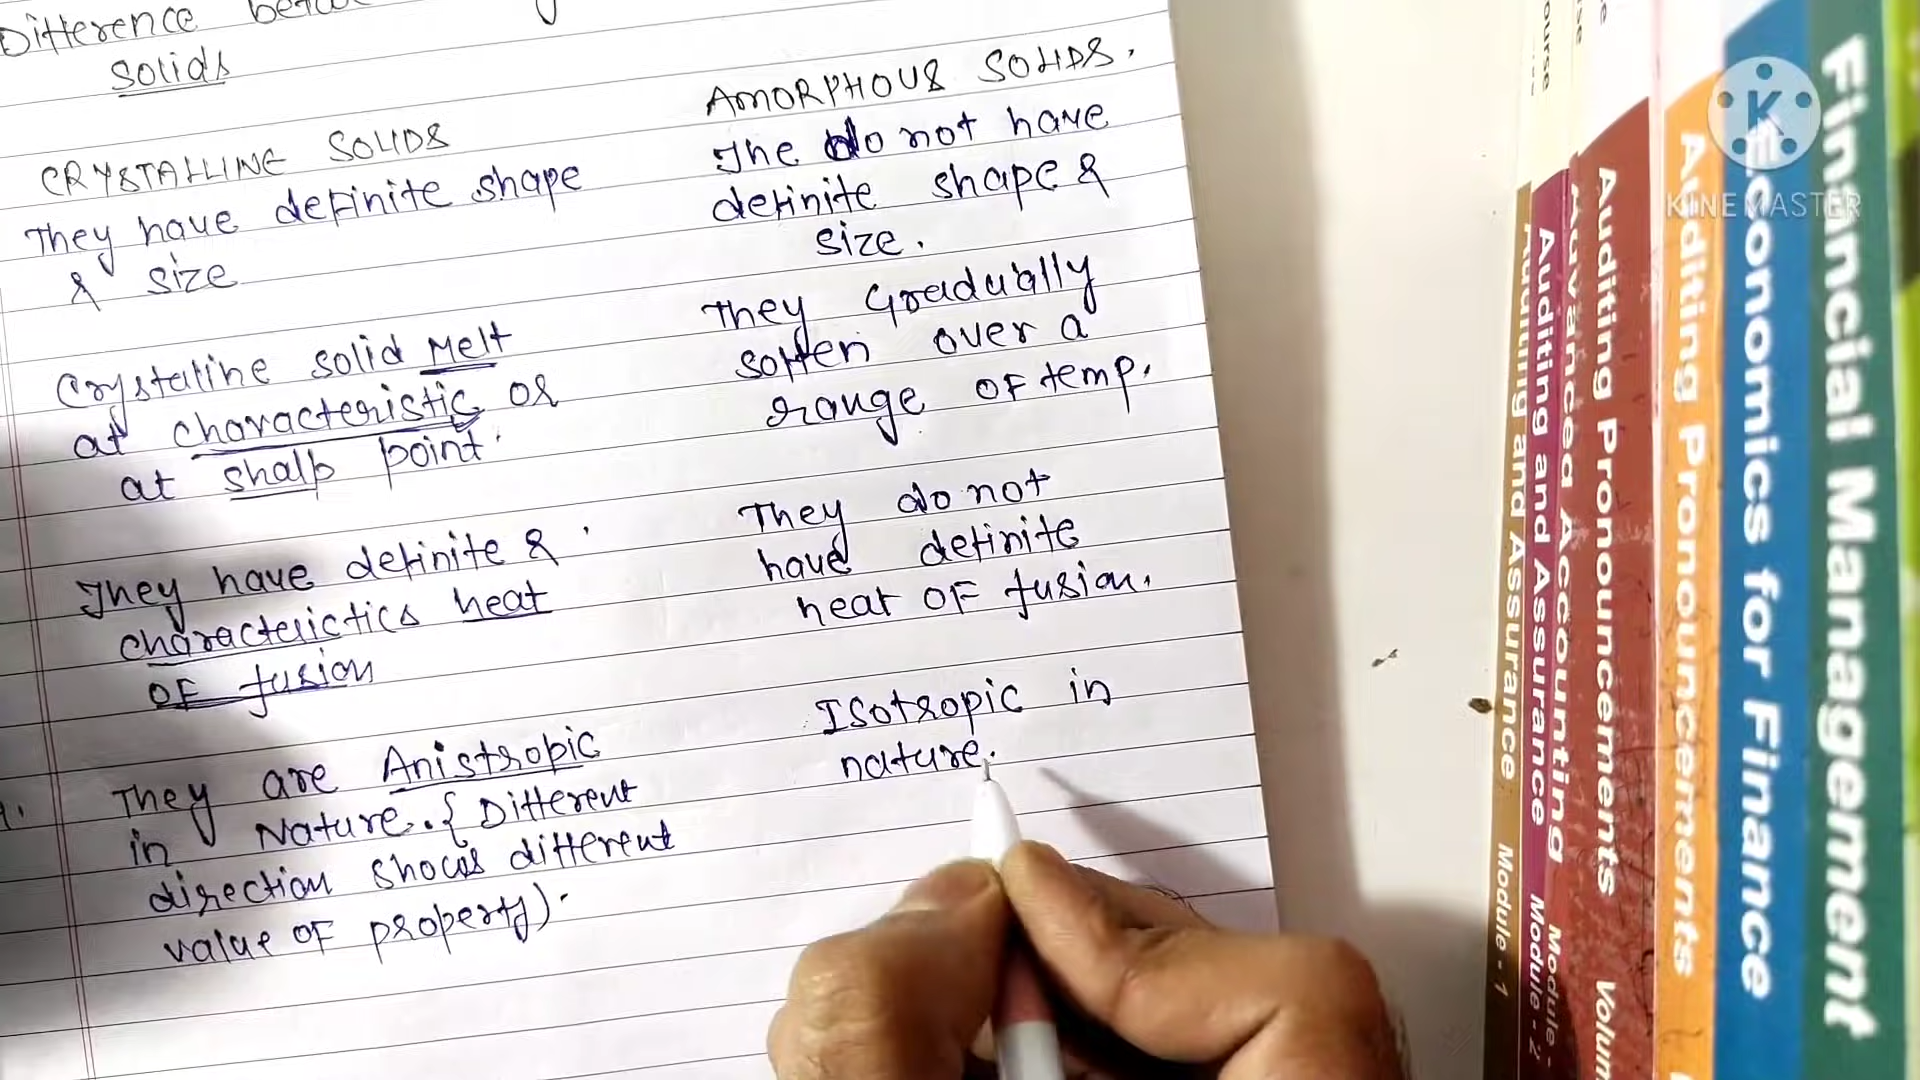 Difference
solids
CRYSTALLINE SOLIDS
They have definite shape
& size
Crystalline solid Melt
at characteristic or
at sharp point.
They have definite &
characterictics heat
OF fusion
They are Anistropic
in Nature. { Different
direction shows different
value OF property).
AMORPHOUS SOLIDS.
The do not have
definite shape &
size.
They Gradually
soften over a
range OF temp.
They do not
have definite
heat OF fusion.
Isotropic in
nature.
Auditing and Assurance Module - 1
Auditing and Assurance Module - 2
Advanced Accounting Module -
Auditing Pronouncements Volum
Auditing Pronouncements
Economics for Finance
Financial Management
K
KINEMASTER